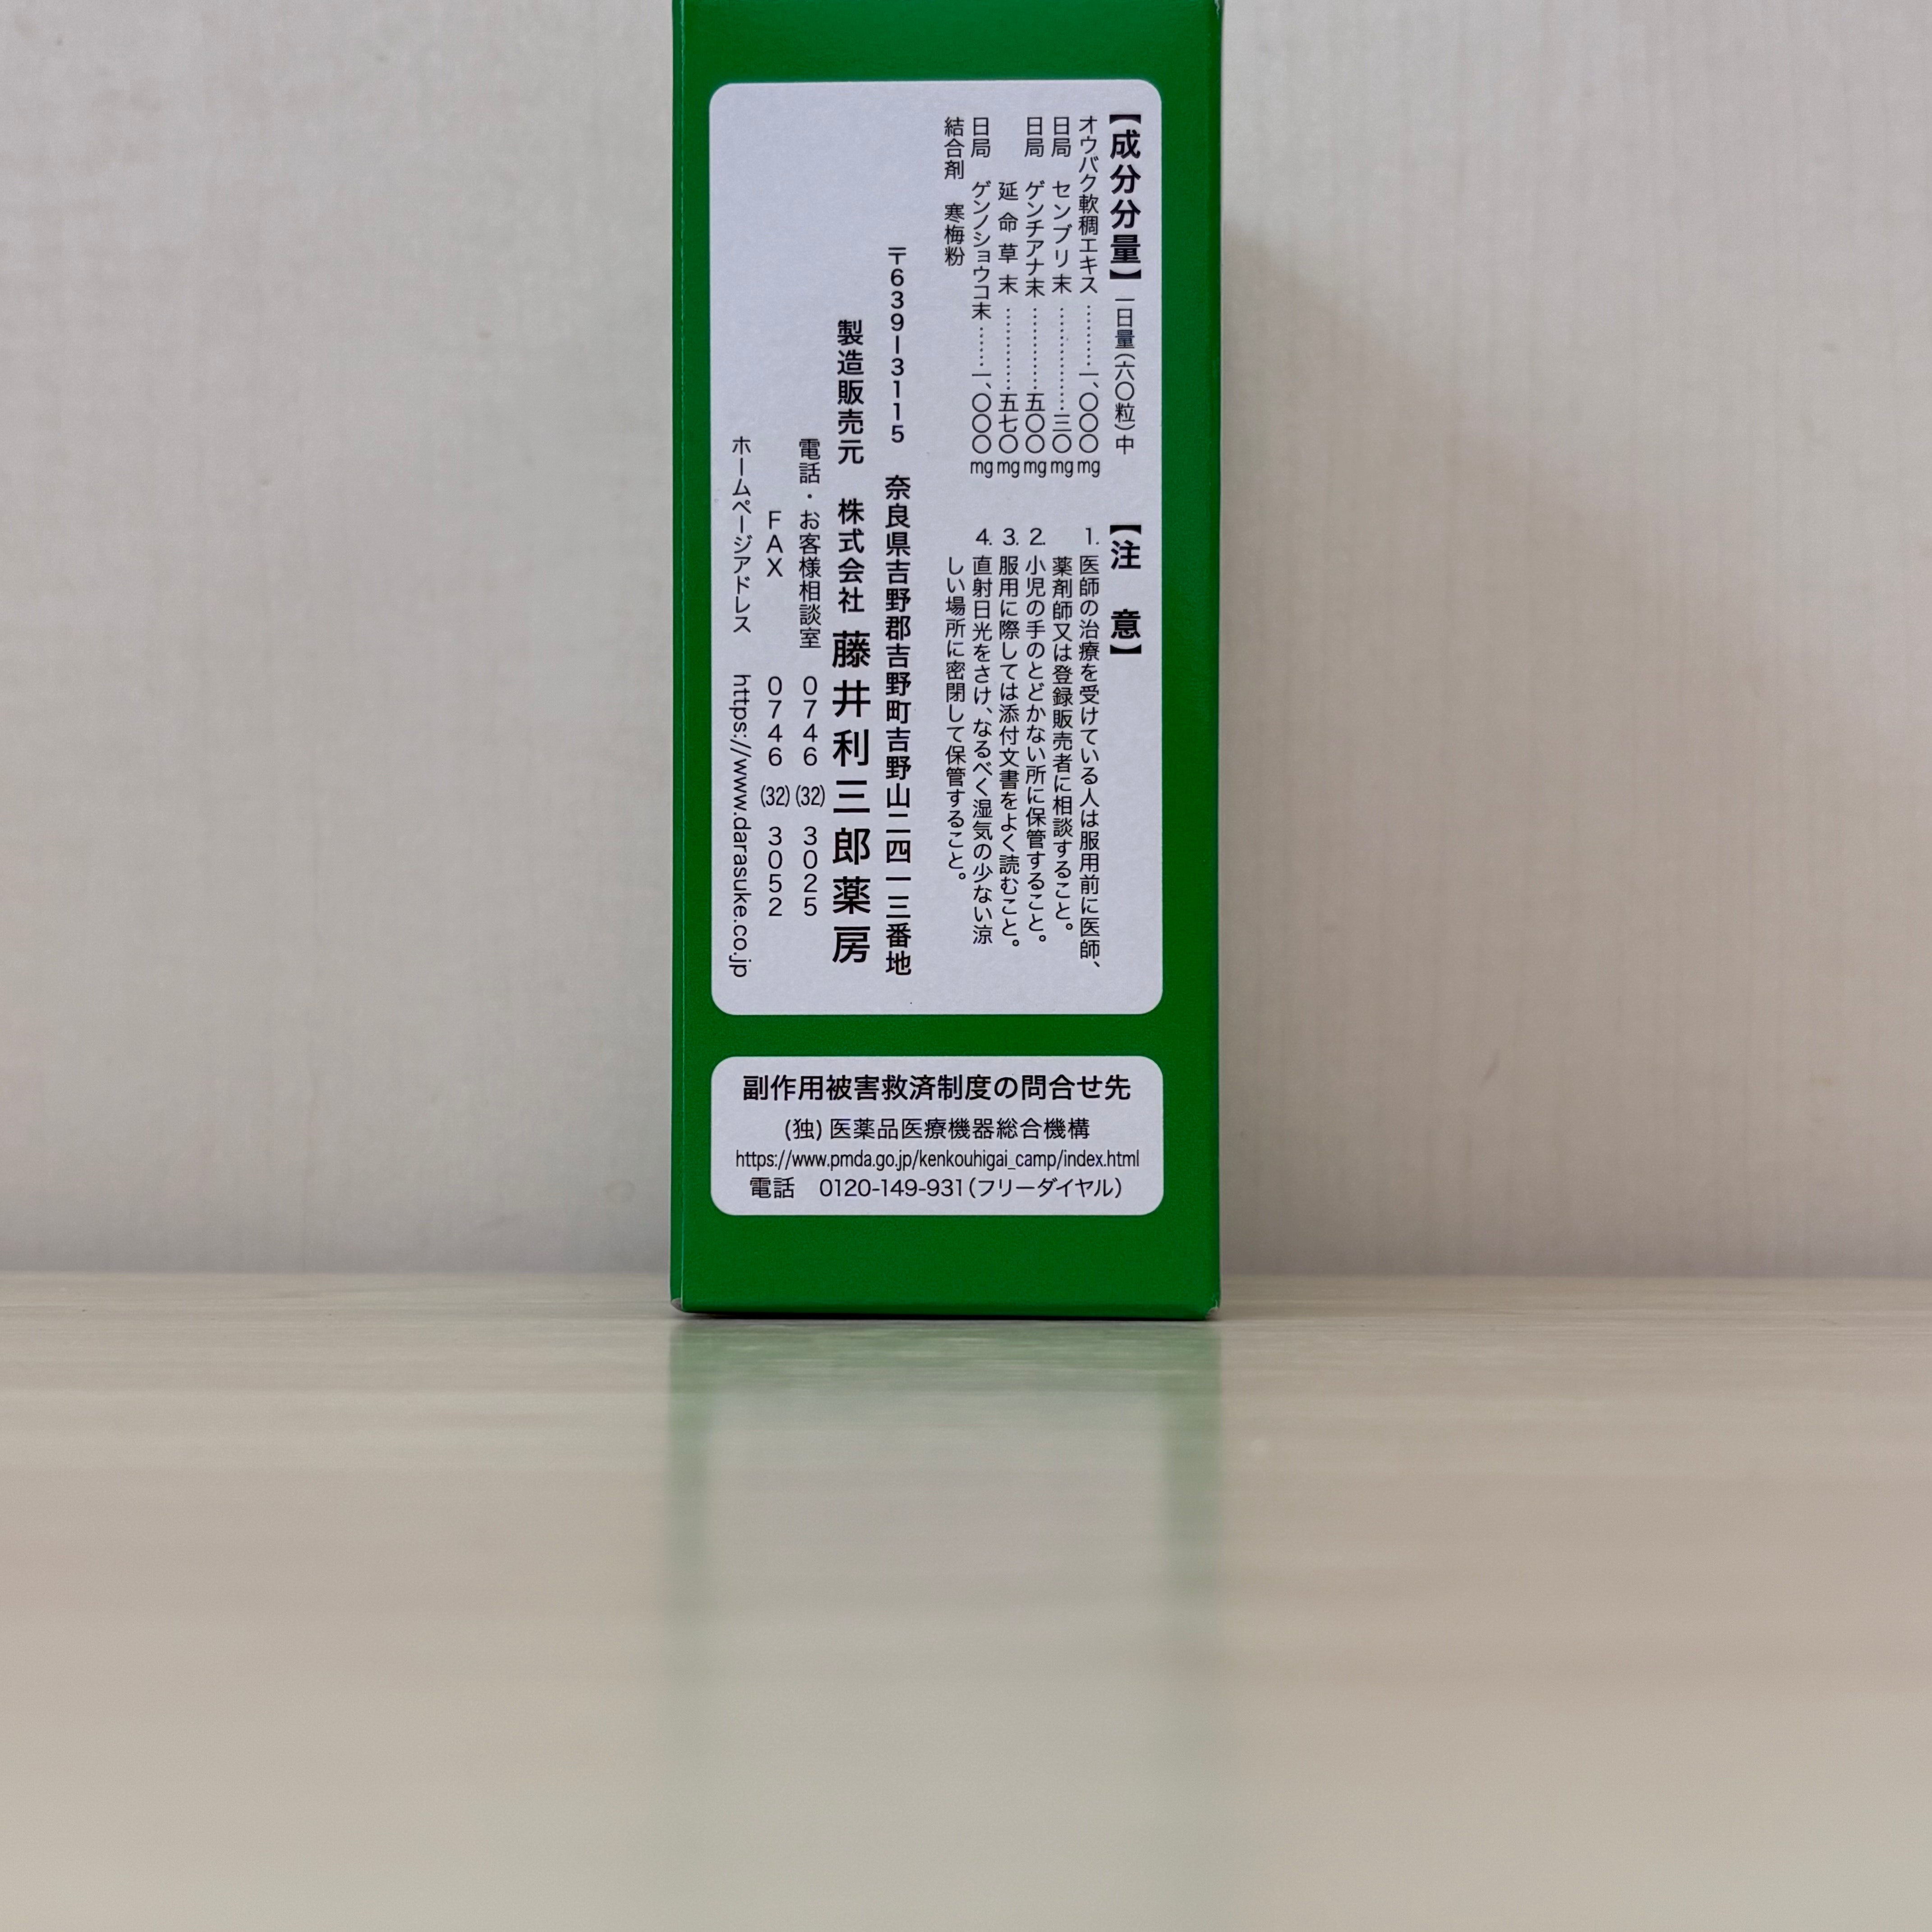 【成分分量】一日量(六〇粒)中
オウバク軟稠エキス………一、〇〇〇mg
日局 センブリ末……………三〇mg
日局 ゲンチアナ末…………五〇〇mg
延命草末…………五七〇mg
日局 ゲンノショウコ末……一、〇〇〇mg
結合剤 寒梅粉
【注 意】
1. 医師の治療を受けている人は服用前に医師、
薬剤師又は登録販売者に相談すること。
2. 小児の手のとどかない所に保管すること。
3. 服用に際しては添付文書をよく読むこと。
4. 直射日光をさけ、なるべく湿気の少ない涼
しい場所に密閉して保管すること。
〒639-3115 奈良県吉野郡吉野町吉野山二四一三番地
製造販売元 株式会社 藤井利三郎薬房
電話・お客様相談室 0746(32)3025
FAX 0746(32)3052
ホームページアドレス https://www.darasuke.co.jp
副作用被害救済制度の問合せ先
(独)医薬品医療機器総合機構
https://www.pmda.go.jp/kenkouhigai_camp/index.html
電話 0120-149-931(フリーダイヤル)